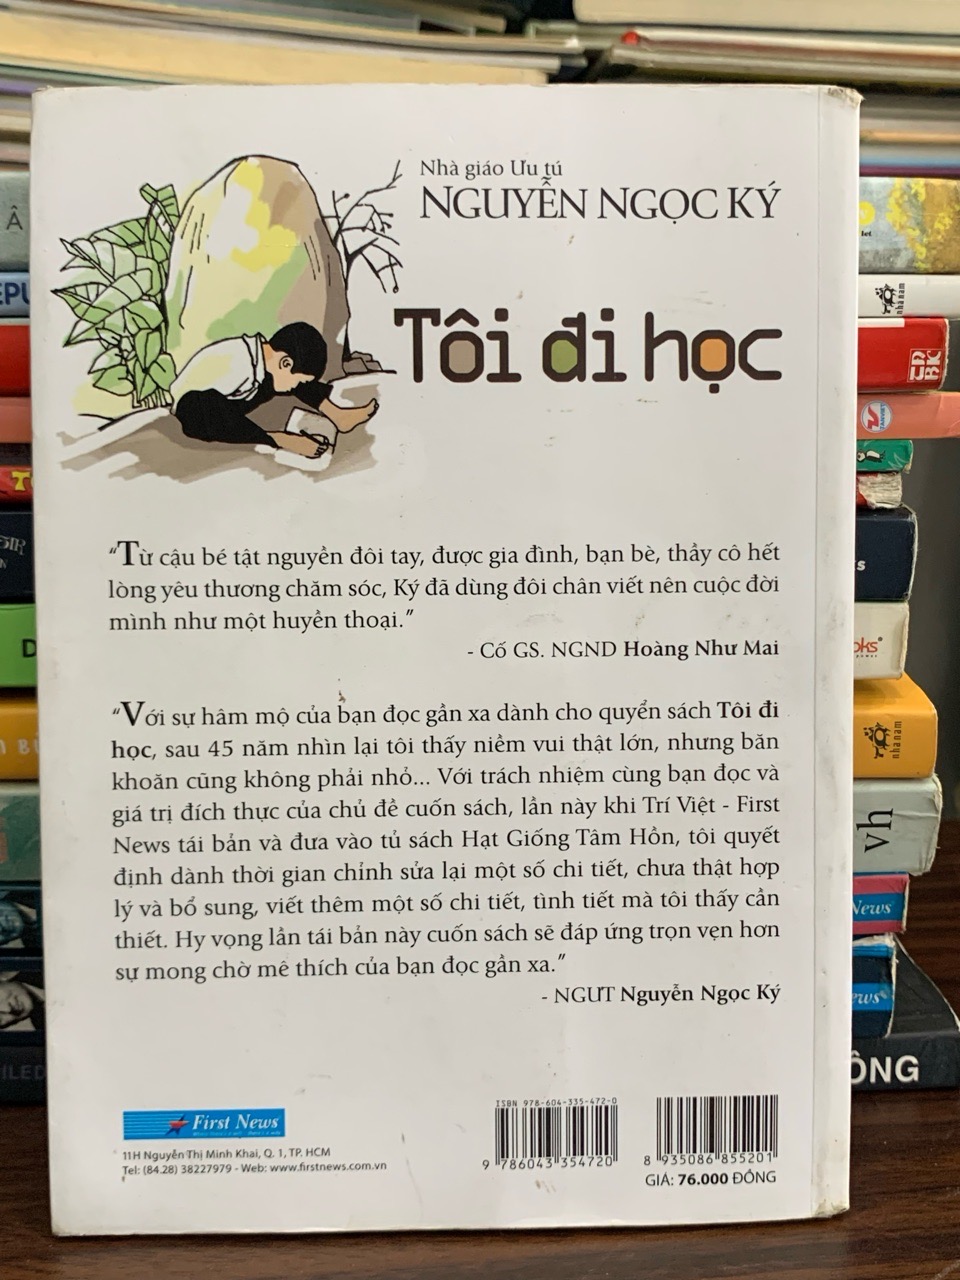 Nhà giáo Ưu tú
NGUYỄN NGỌC KÝ
Tôi đi học
"Từ cậu bé tật nguyền đôi tay, được gia đình, bạn bè, thầy cô hết
lòng yêu thương chăm sóc, Ký đã dùng đôi chân viết nên cuộc đời
mình như một huyền thoại."
- Cố GS. NGND Hoàng Như Mai
"Với sự hâm mộ của bạn đọc gần xa dành cho quyển sách Tôi đi
học, sau 45 năm nhìn lại tôi thấy niềm vui thật lớn, nhưng băn
khoăn cũng không phải nhỏ... Với trách nhiệm cùng bạn đọc và
giá trị đích thực của chủ đề cuốn sách, lần này khi Trí Việt - First
News tái bản và đưa vào tủ sách Hạt Giống Tâm Hồn, tôi quyết
định dành thời gian chỉnh sửa lại một số chi tiết, chưa thật hợp
lý và bổ sung, viết thêm một số chi tiết, tình tiết mà tôi thấy cần
thiết. Hy vọng lần tái bản này cuốn sách sẽ đáp ứng trọn vẹn hơn
sự mong chờ mê thích của bạn đọc gần xa."
- NGƯT Nguyễn Ngọc Ký
First News
11H Nguyễn Thị Minh Khai, Q. 1, TP. HCM
Tel: (84.28) 38227979 - Web: www.firstnews.com.vn
ISBN 978-604-335-472-0
9 786043 354720
8 935086 855201
GIÁ: 76.000 ĐỒNG
nhã nam
CDBK
nhã nam
vh
News
ews
ÔNG